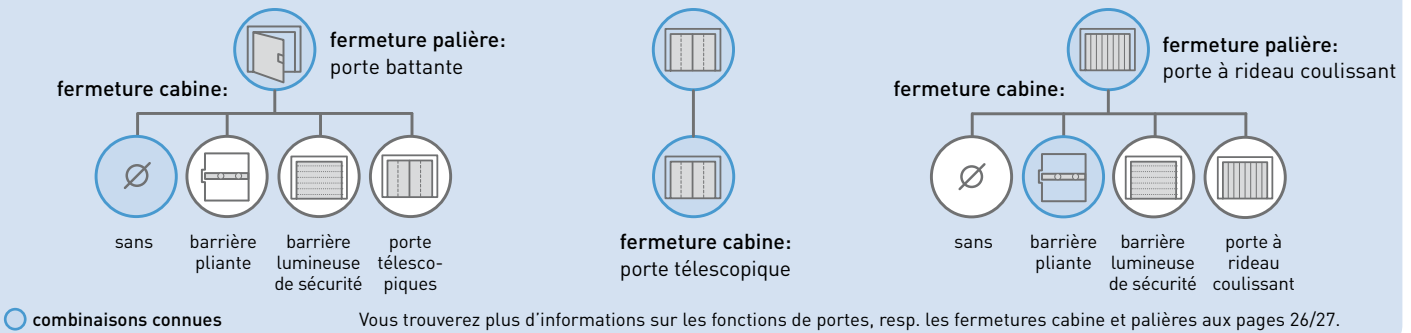 fermeture palière:
porte battante
fermeture cabine:
sans
barrière
pliante
barrière
lumineuse
de sécurité
porte
télesco-
piques
fermeture cabine:
porte télescopique
fermeture palière:
porte à rideau coulissant
fermeture cabine:
sans
barrière
pliante
barrière
lumineuse
de sécurité
porte à
rideau
coulissant
combinaisons connues
Vous trouverez plus d'informations sur les fonctions de portes, resp. les fermetures cabine et palières aux pages 26/27.